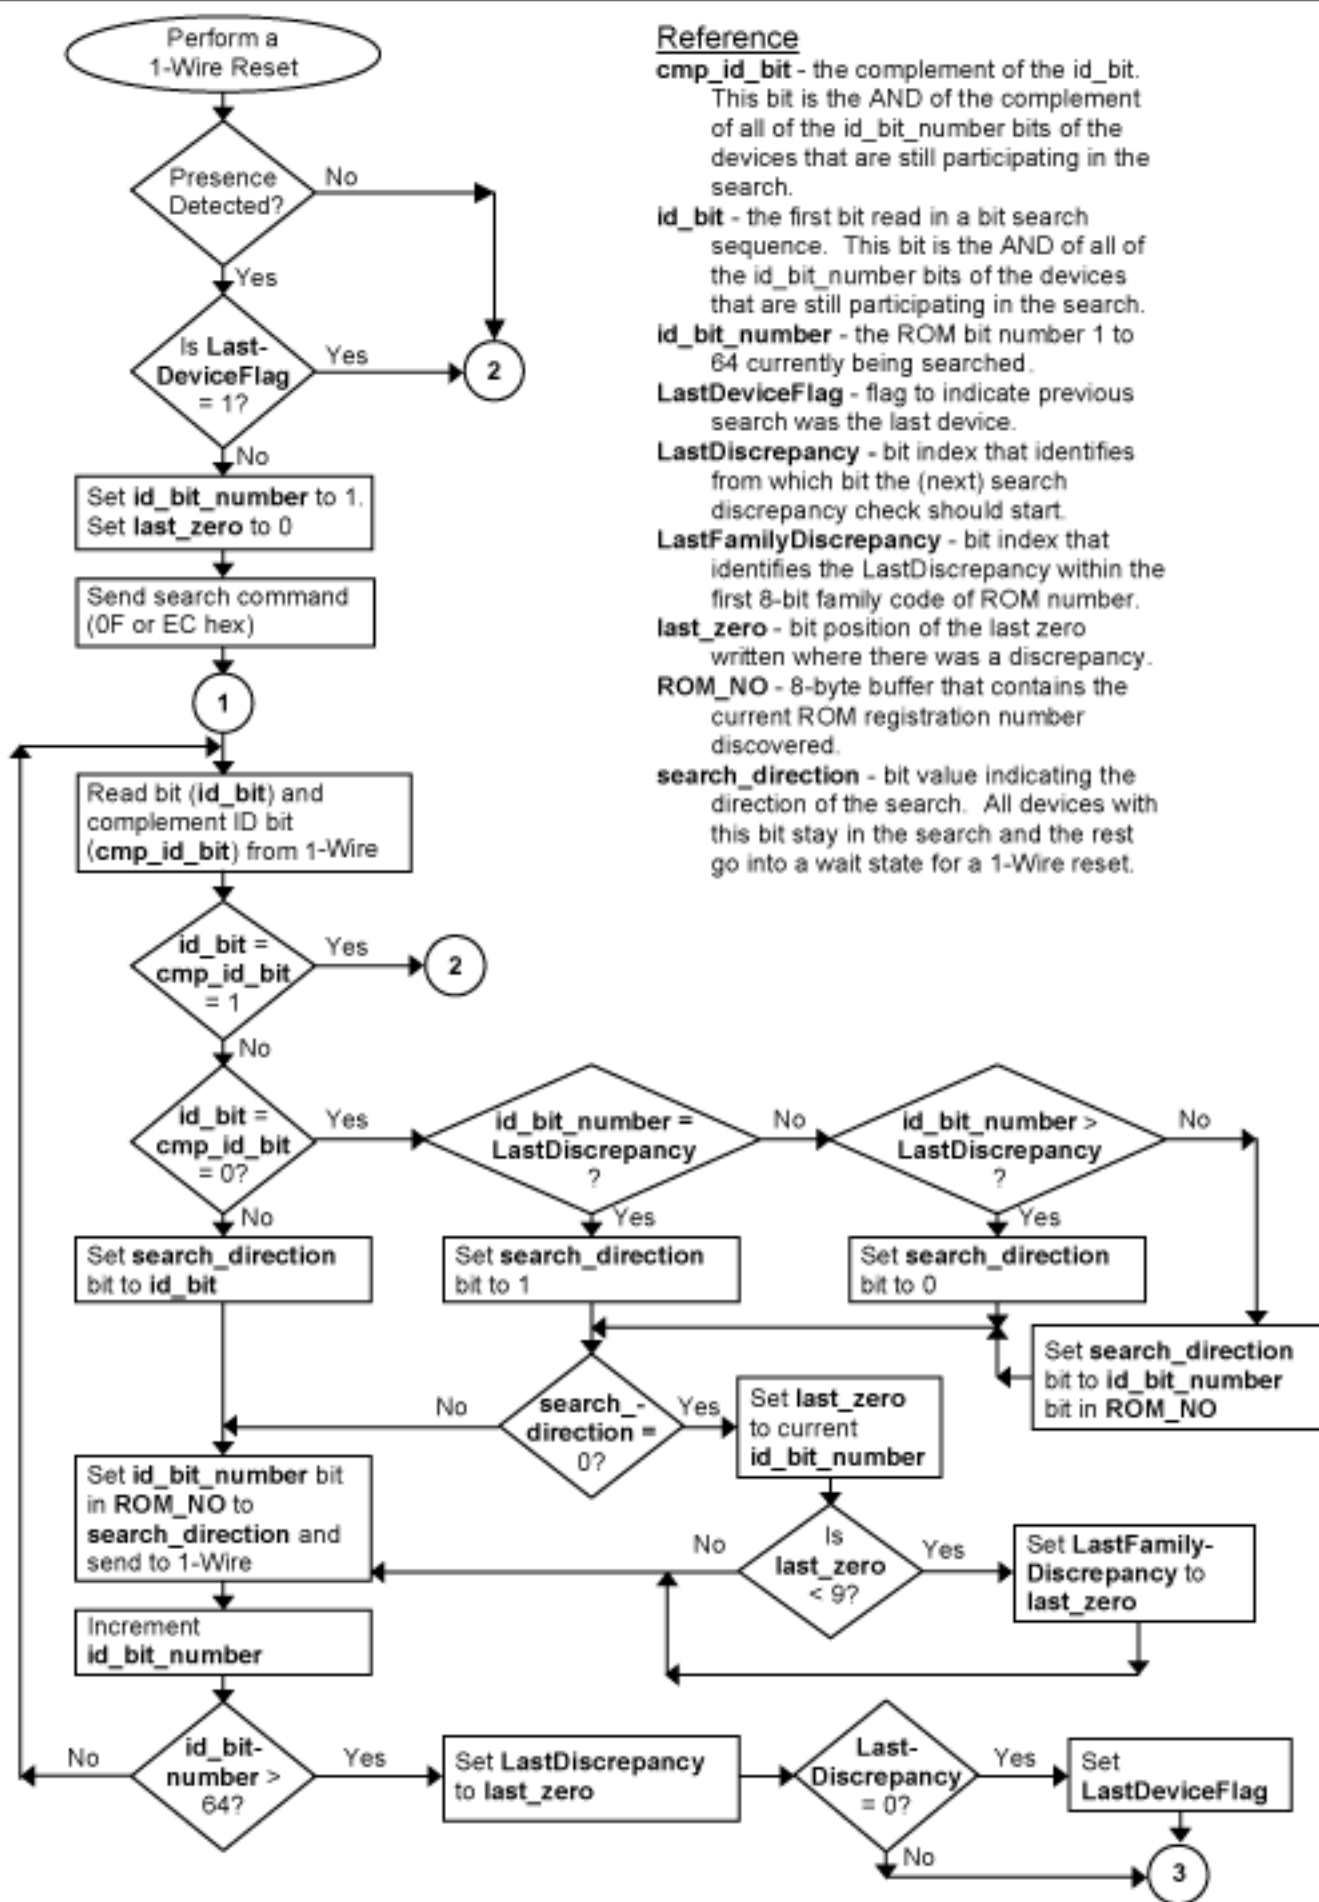 Perform a
1-Wire Reset
Presence
Detected?
No
Yes
Is Last-
DeviceFlag
= 1?
Yes
2
No
Set id_bit_number to 1.
Set last_zero to 0
Send search command
(0F or EC hex)
1
Read bit (id_bit) and
complement ID bit
(cmp_id_bit) from 1-Wire
id_bit =
cmp_id_bit
= 1
Yes
2
No
id_bit =
cmp_id_bit
= 0?
Yes
No
id_bit_number =
LastDiscrepancy
?
No
Yes
id_bit_number >
LastDiscrepancy
?
No
Yes
Set search_direction
bit to id_bit
Set search_direction
bit to 1
Set search_direction
bit to 0
Set search_direction
bit to id_bit_number
bit in ROM_NO
search_-
direction =
0?
No
Yes
Set last_zero
to current
id_bit_number
Set id_bit_number bit
in ROM_NO to
search_direction and
send to 1-Wire
Is
last_zero
< 9?
No
Yes
Set LastFamily-
Discrepancy to
last_zero
Increment
id_bit_number
id_bit-
number >
64?
No
Yes
Set LastDiscrepancy
to last_zero
Last-
Discrepancy
= 0?
Yes
No
Set
LastDeviceFlag
3
Reference
cmp_id_bit - the complement of the id_bit.
This bit is the AND of the complement
of all of the id_bit_number bits of the
devices that are still participating in the
search.
id_bit - the first bit read in a bit search
sequence. This bit is the AND of all of
the id_bit_number bits of the devices
that are still participating in the search.
id_bit_number - the ROM bit number 1 to
64 currently being searched.
LastDeviceFlag - flag to indicate previous
search was the last device.
LastDiscrepancy - bit index that identifies
from which bit the (next) search
discrepancy check should start.
LastFamilyDiscrepancy - bit index that
identifies the LastDiscrepancy within the
first 8-bit family code of ROM number.
last_zero - bit position of the last zero
written where there was a discrepancy.
ROM_NO - 8-byte buffer that contains the
current ROM registration number
discovered.
search_direction - bit value indicating the
direction of the search. All devices with
this bit stay in the search and the rest
go into a wait state for a 1-Wire reset.